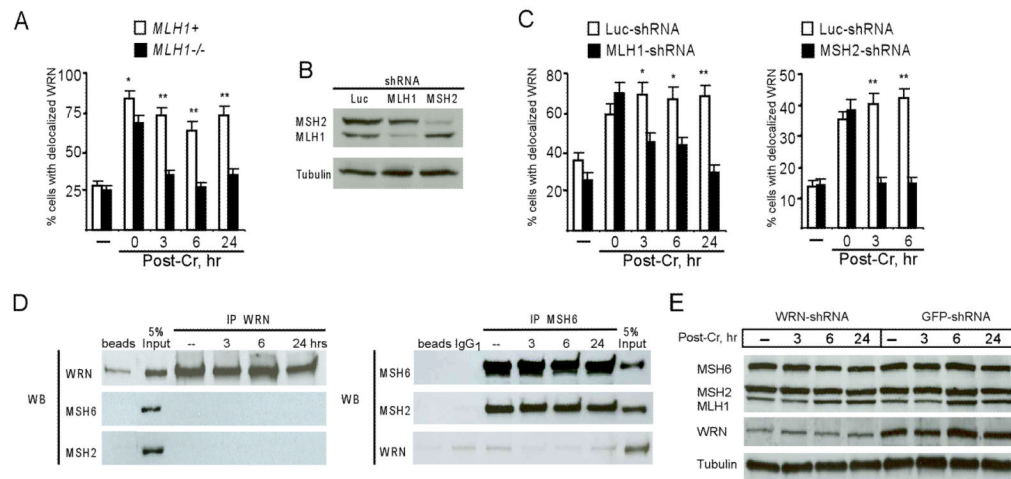 A
MLH1+
MLH1-/-
% cells with delocalized WRN
100
75
50
25
* ** ** **
— 0 3 6 24
Post-Cr, hr
B
shRNA
Luc MLH1 MSH2
MSH2
MLH1
Tubulin
C
Luc-shRNA
MLH1-shRNA
% cells with delocalized WRN
80
60
40
20
* * **
— 0 3 6 24
Post-Cr, hr
Luc-shRNA
MSH2-shRNA
% cells with delocalized WRN
50
40
30
20
10
** **
— 0 3 6
Post-Cr, hr
D
IP WRN
5%
beads Input -- 3 6 24 hrs
WRN
WB
MSH6
MSH2
IP MSH6
5%
beads IgG1 -- 3 6 24 Input
MSH6
WB
MSH2
WRN
E
WRN-shRNA GFP-shRNA
Post-Cr, hr — 3 6 24 — 3 6 24
MSH6
MSH2
MLH1
WRN
Tubulin